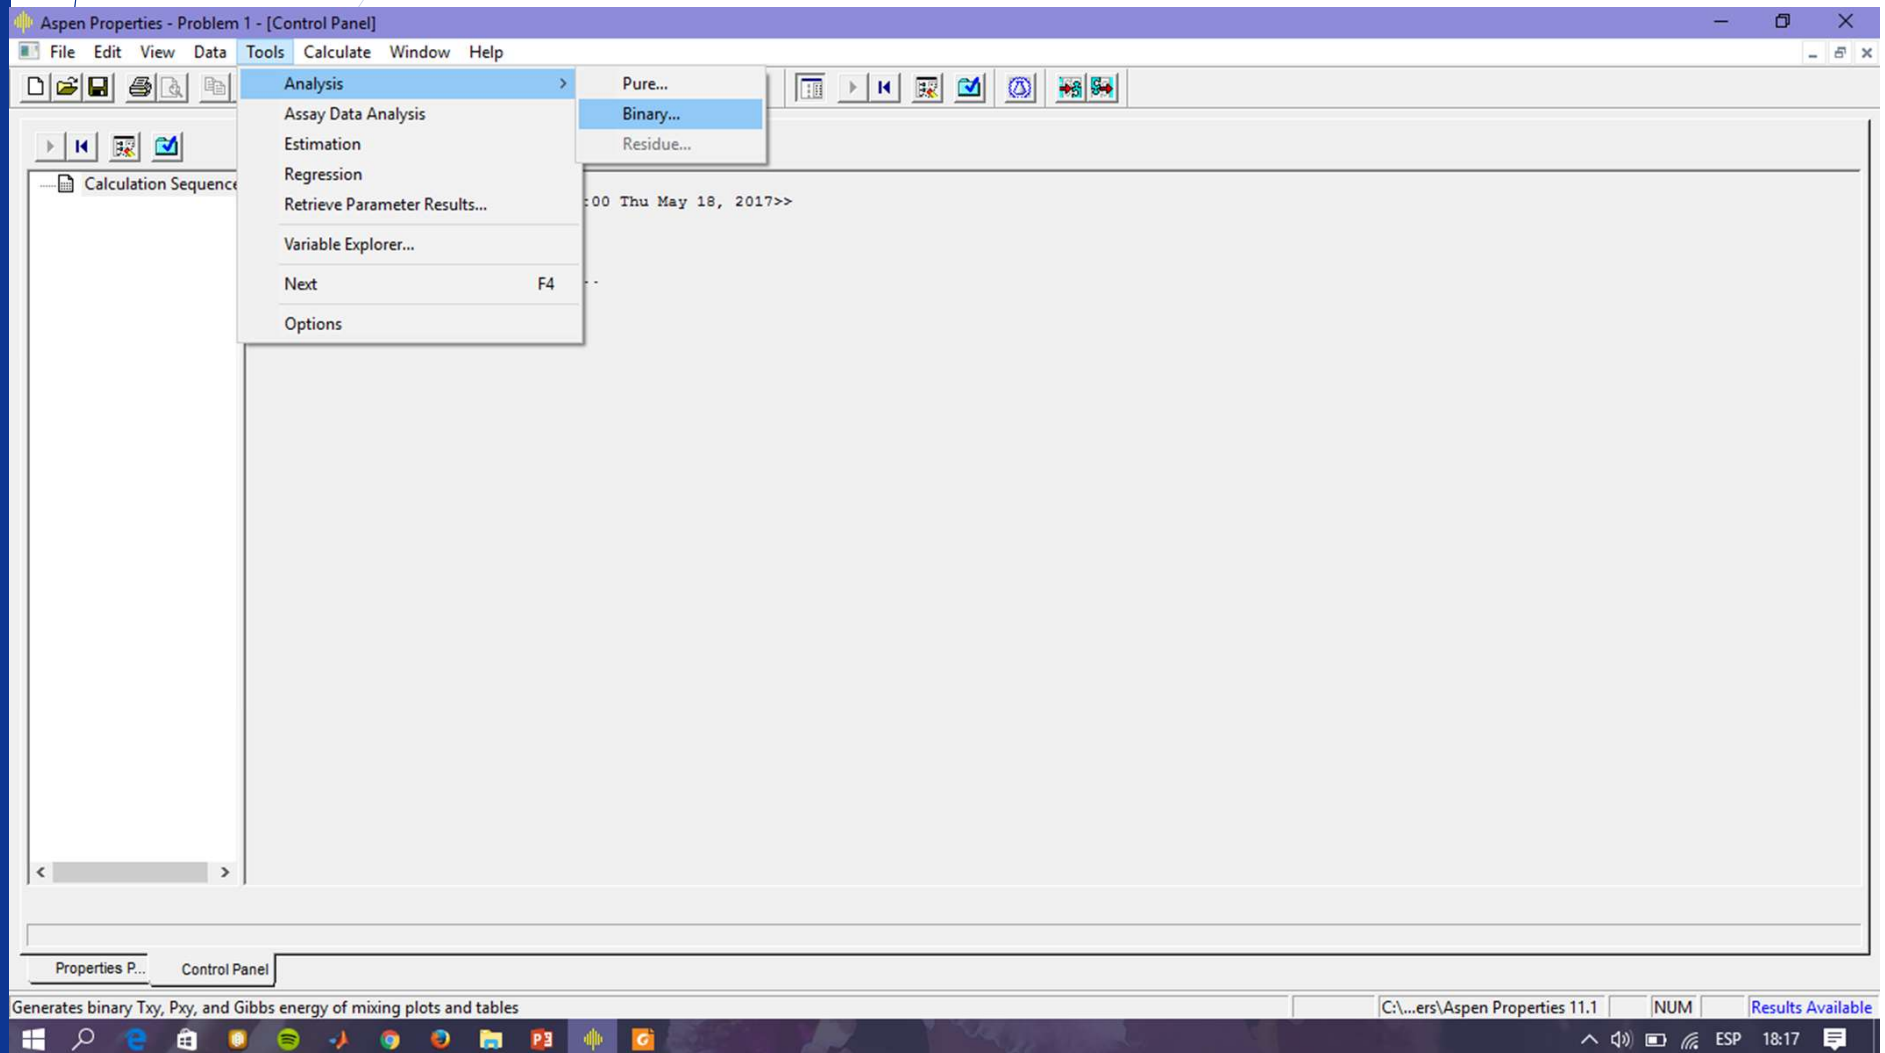 Aspen Properties - Problem 1 - [Control Panel]
File Edit View Data Tools Calculate Window Help
Analysis > Pure...
Assay Data Analysis Binary...
Estimation Residue...
Calculation Sequence Regression
Retrieve Parameter Results... :00 Thu May 18, 2017>>
Variable Explorer...
Next F4 --
Options
Properties P... Control Panel
Generates binary Txy, Pxy, and Gibbs energy of mixing plots and tables C:\...ers\Aspen Properties 11.1 NUM Results Available
ESP 18:17